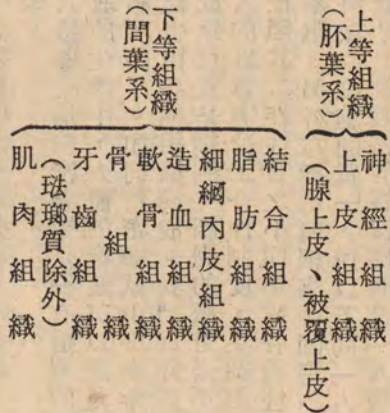 上等組織
（胚葉系）
神經組織
上皮組織
（腺上皮、被覆上皮）
下等組織
（間葉系）
結合組織
脂肪組織
細網內皮組織
造血組織
軟骨組織
骨組織
牙齒組織
（琺瑯質除外）
肌肉組織